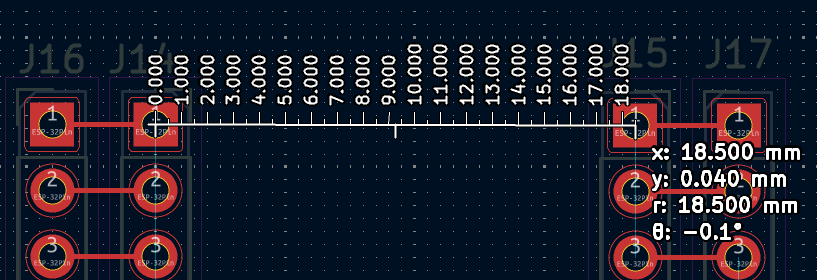 J16 J14 J15 J17
0.000 1.000 2.000 3.000 4.000 5.000 6.000 7.000 8.000 9.000 10.000 11.000 12.000 13.000 14.000 15.000 16.000 17.000 18.000
1 1 1 1
ESP-32Pin ESP-32Pin ESP-32Pin ESP-32Pin
x: 18.500 mm
2 2 2 2
ESP-32Pin ESP-32Pin ESP-32Pin
y: 0.040 mm
r: 18.500 mm
θ: -0.1°
3 3 3 3
ESP-32Pin ESP-32Pin ESP-32Pin ESP-32Pin